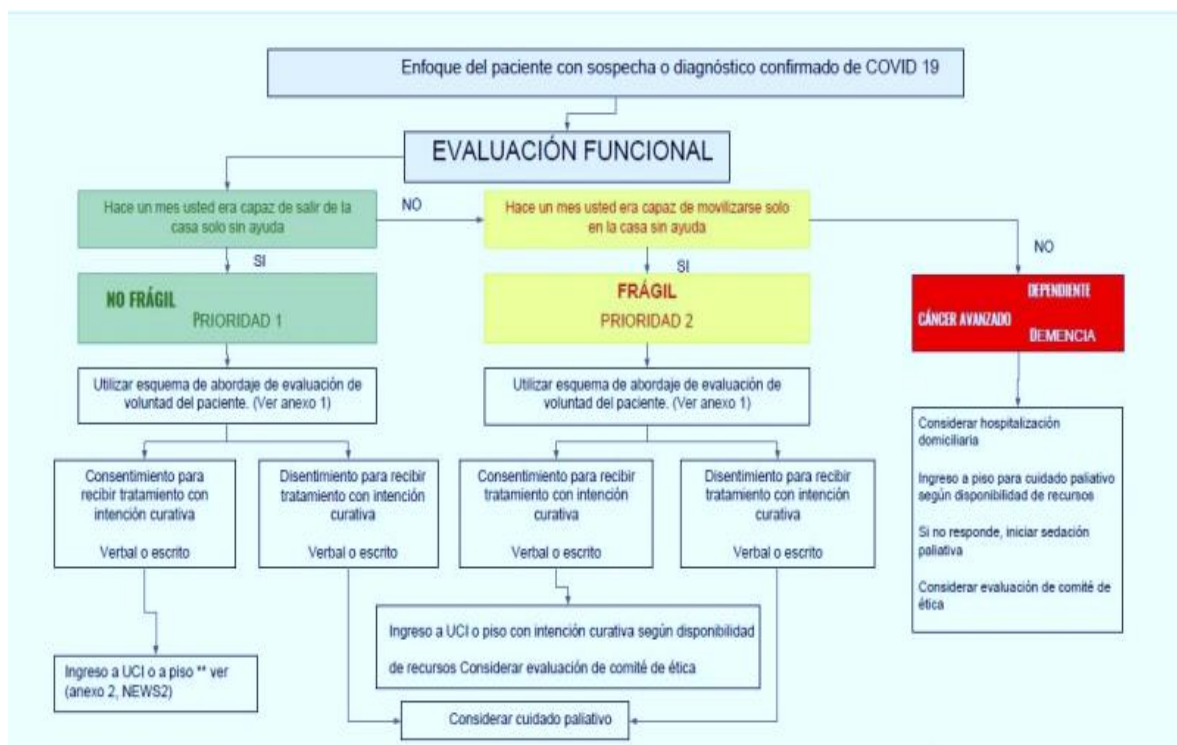 Enfoque del paciente con sospecha o diagnóstico confirmado de COVID 19
EVALUACIÓN FUNCIONAL
Hace un mes usted era capaz de salir de la
casa solo sin ayuda
NO
Hace un mes usted era capaz de movilizarse solo
en la casa sin ayuda
NO
SI
SI
NO FRÁGIL
PRIORIDAD 1
FRÁGIL
PRIORIDAD 2
DEPENDIENTE
CÁNCER AVANZADO
DEMENCIA
Utilizar esquema de abordaje de evaluación de
voluntad del paciente. (Ver anexo 1)
Utilizar esquema de abordaje de evaluación de
voluntad del paciente. (Ver anexo 1)
Consentimiento para
recibir tratamiento con
intención curativa
Verbal o escrito
Disentimiento para recibir
tratamiento con intención
curativa
Verbal o escrito
Consentimiento para recibir
tratamiento con intención
curativa
Verbal o escrito
Disentimiento para recibir
tratamiento con intención
curativa
Verbal o escrito
Considerar hospitalización
domiciliaria
Ingreso a piso para cuidado paliativo
según disponibilidad de recursos
Si no responde, iniciar sedación
paliativa
Considerar evaluación de comité de
ética
Ingreso a UCI o piso con intención curativa según disponibilidad
de recursos Considerar evaluación de comité de ética
Ingreso a UCI o a piso ** ver
(anexo 2, NEWS2)
Considerar cuidado paliativo